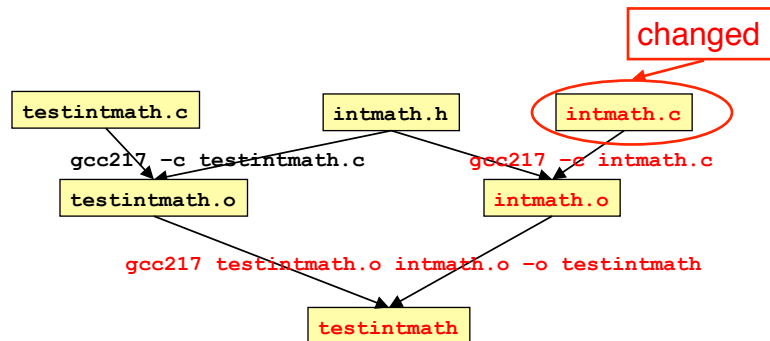 changed
testintmath.c
intmath.h
intmath.c
gcc217 –c testintmath.c
gcc217 –c intmath.c
testintmath.o
intmath.o
gcc217 testintmath.o intmath.o –o testintmath
testintmath